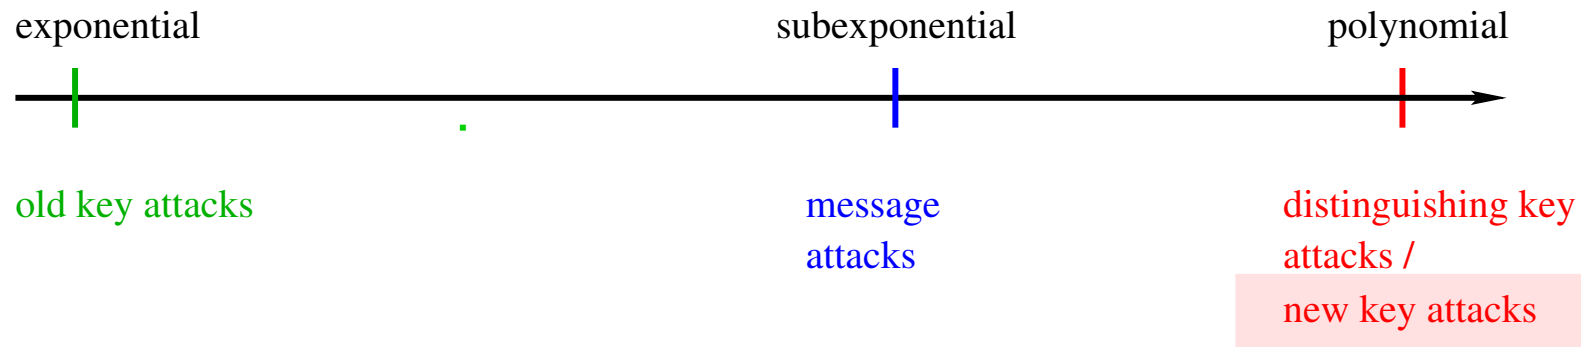 exponential subexponential polynomial
old key attacks message distinguishing key
attacks attacks /
new key attacks